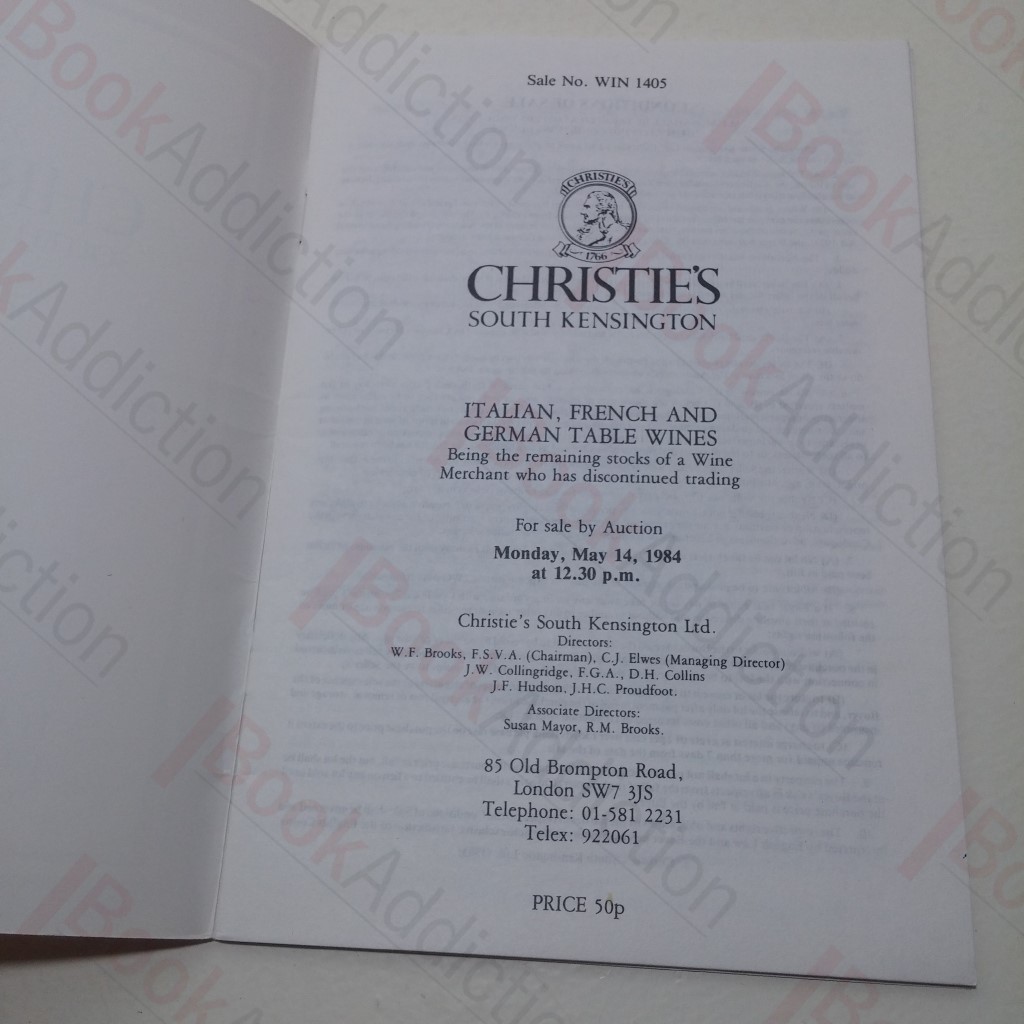 Sale No. WIN 1405
CHRISTIE'S
1766
CHRISTIE'S
SOUTH KENSINGTON
ITALIAN, FRENCH AND
GERMAN TABLE WINES
Being the remaining stocks of a Wine
Merchant who has discontinued trading
For sale by Auction
Monday, May 14, 1984
at 12.30 p.m.
Christie's South Kensington Ltd.
Directors:
W.F. Brooks, F.S.V.A. (Chairman), C.J. Elwes (Managing Director)
J.W. Collingridge, F.G.A., D.H. Collins
J.F. Hudson, J.H.C. Proudfoot.
Associate Directors:
Susan Mayor, R.M. Brooks.
85 Old Brompton Road,
London SW7 3JS
Telephone: 01-581 2231
Telex: 922061
PRICE 50p
BookAddiction